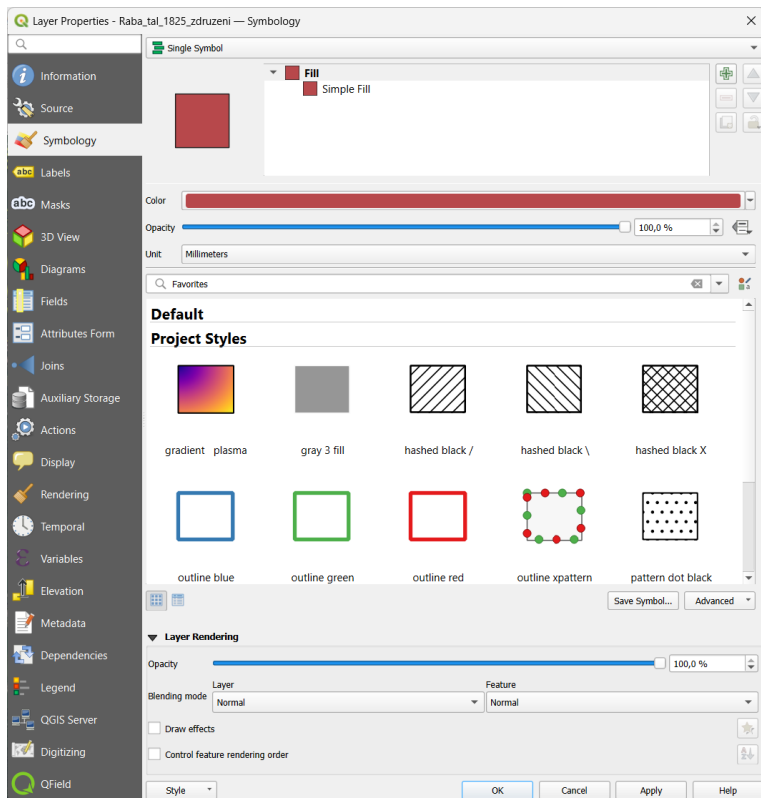 Layer Properties - Raba_tal_1825_zdruzeni — Symbology
Single Symbol
Information
Source
Symbology
Labels
Masks
3D View
Diagrams
Fields
Attributes Form
Joins
Auxiliary Storage
Actions
Display
Rendering
Temporal
Variables
Elevation
Metadata
Dependencies
Legend
QGIS Server
Digitizing
QField
Fill
Simple Fill
Color
Opacity 100,0 %
Unit Millimeters
Favorites
Default
Project Styles
gradient plasma gray 3 fill hashed black / hashed black \ hashed black X
outline blue outline green outline red outline xpattern pattern dot black
Save Symbol... Advanced
Layer Rendering
Opacity 100,0 %
Layer Feature
Blending mode Normal Normal
Draw effects
Control feature rendering order
Style OK Cancel Apply Help